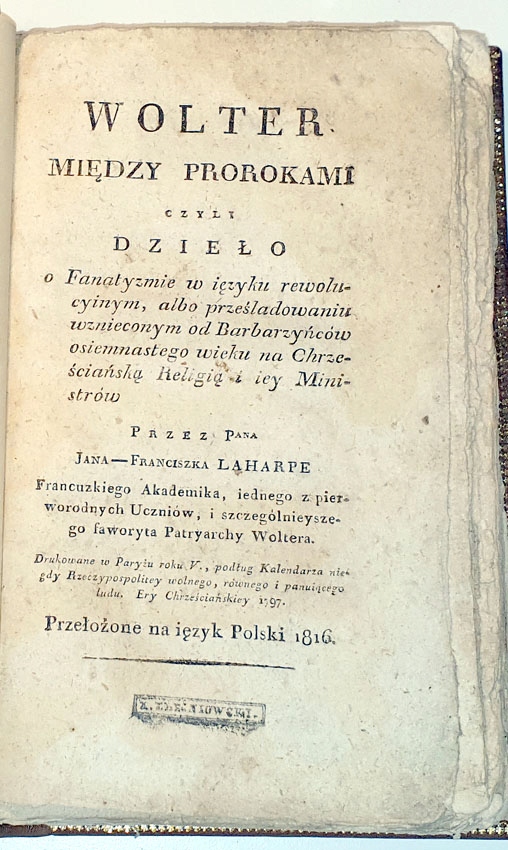 WOLTER
MIĘDZY PROROKAMI
CZYLI
DZIEŁO
o Fanatyzmie w ięzyku rewolu-
cyinym, albo prześladowaniu
wznieconym od Barbarzyńców
osiemnastego wieku na Chrze-
ściańską Religią i iey Mini-
strów
PRZEZ PANA
JANA—FRANCISZKA LAHARPE
Francuzkiego Akademika, iednego z pier-
worodnych Uczniów, i szczególnieysze-
go faworyta Patryarchy Woltera.
Drukowane w Paryżu roku V., podług Kalendarza nie-
gdy Rzeczypospolitey wolnego, równego i panuiącego
ludu. Ery Chrześciańskiey 1797.
Przełożone na ięzyk Polski 1816.